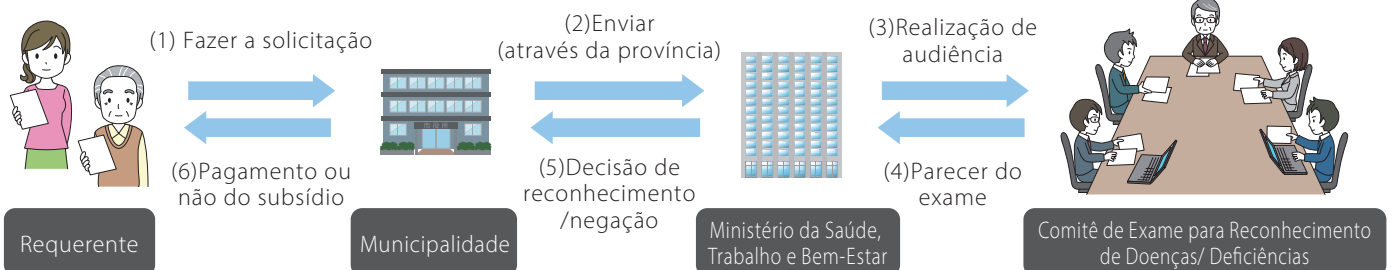 (1) Fazer a solicitação
(2)Enviar
(através da província)
(3)Realização de
audiência
(6)Pagamento ou
não do subsídio
(5)Decisão de
reconhecimento
/negação
(4)Parecer do
exame
Requerente
Municipalidade
Ministério da Saúde,
Trabalho e Bem-Estar
Comitê de Exame para Reconhecimento
de Doenças/ Deficiências